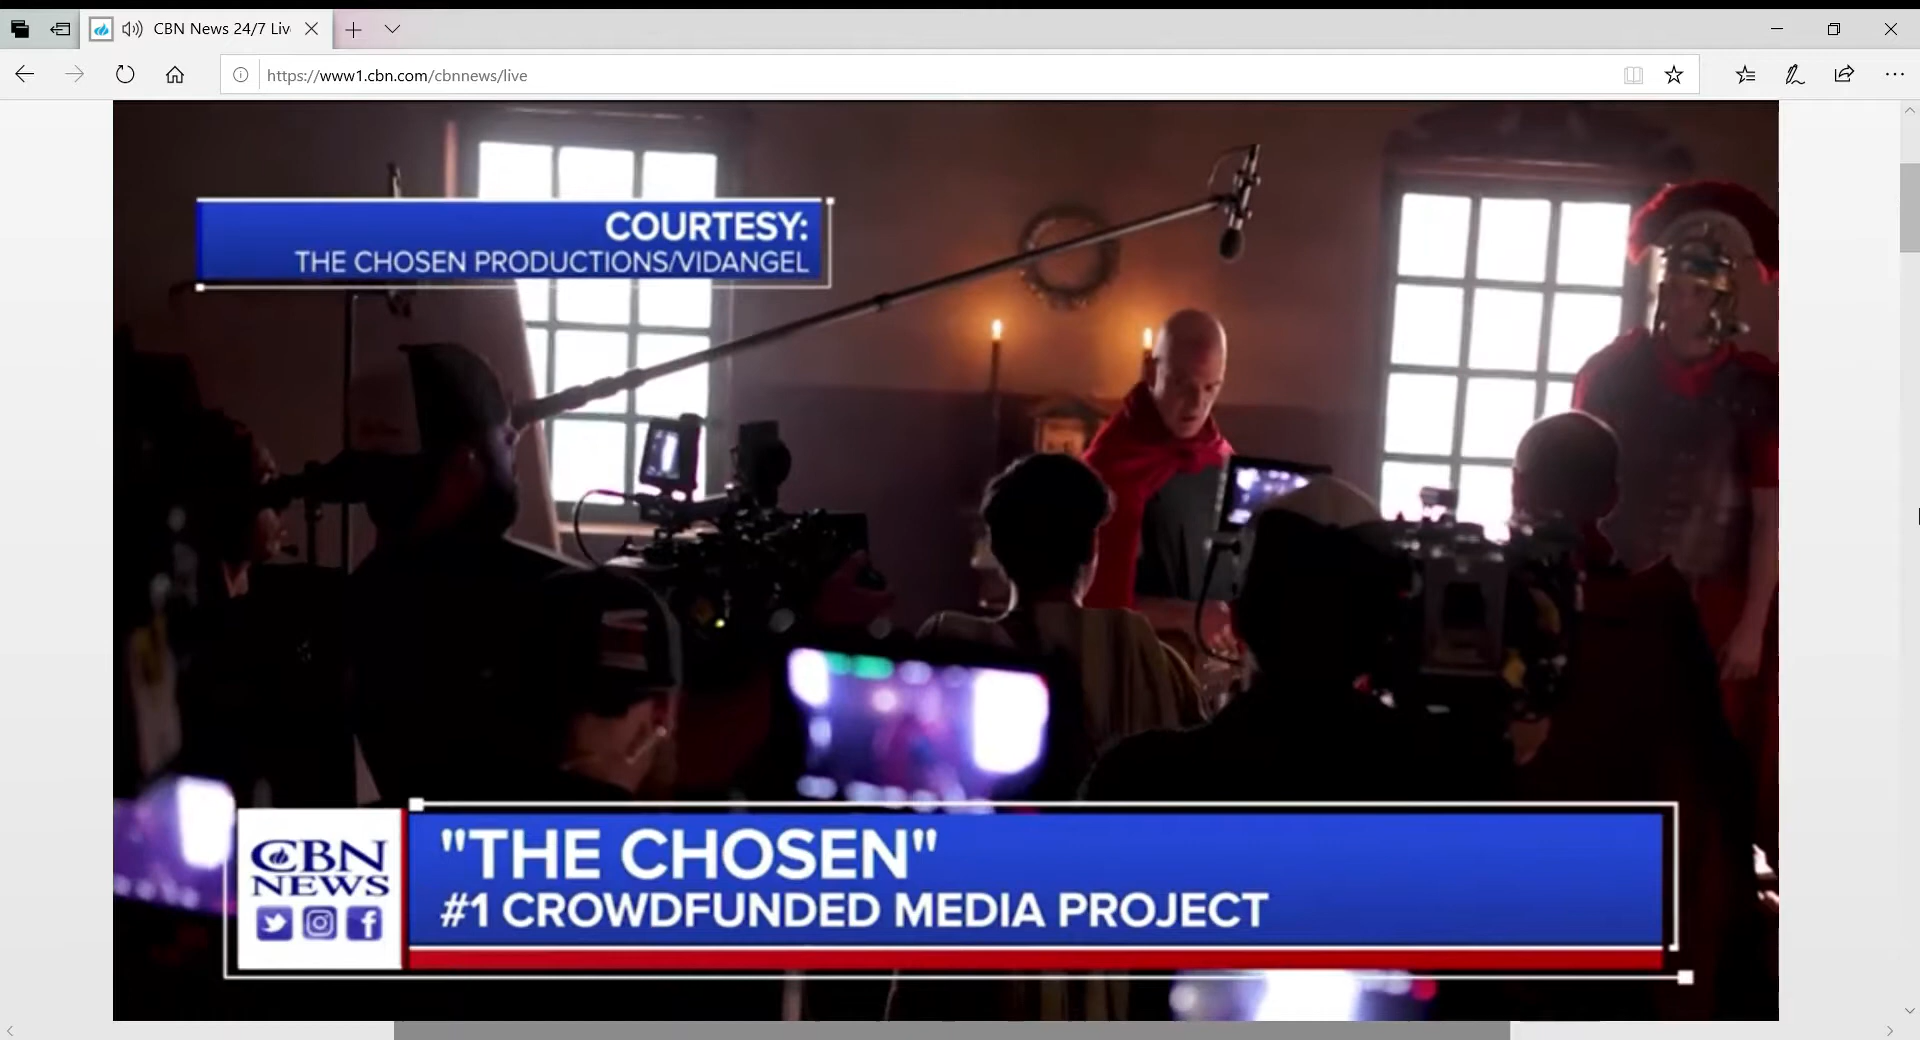 CBN News 24/7 Liv
https://www1.cbn.com/cbnnews/live
COURTESY:
THE CHOSEN PRODUCTIONS/VIDANGEL
CBN
NEWS
"THE CHOSEN"
#1 CROWDFUNDED MEDIA PROJECT